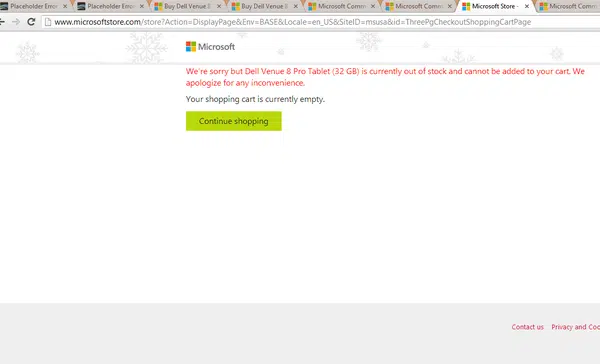 Placeholder Error
Placeholder Error
Buy Dell Venue 8
Buy Dell Venue 8
Microsoft Comm
Microsoft Comm
Microsoft Store -
Microsoft Comm
www.microsoftstore.com/store?Action=DisplayPage&Env=BASE&Locale=en_US&SiteID=msusa&id=ThreePgCheckoutShoppingCartPage
Microsoft
We're sorry but Dell Venue 8 Pro Tablet (32 GB) is currently out of stock and cannot be added to your cart. We
apologize for any inconvenience.
Your shopping cart is currently empty.
Continue shopping
Contact us Privacy and Coo